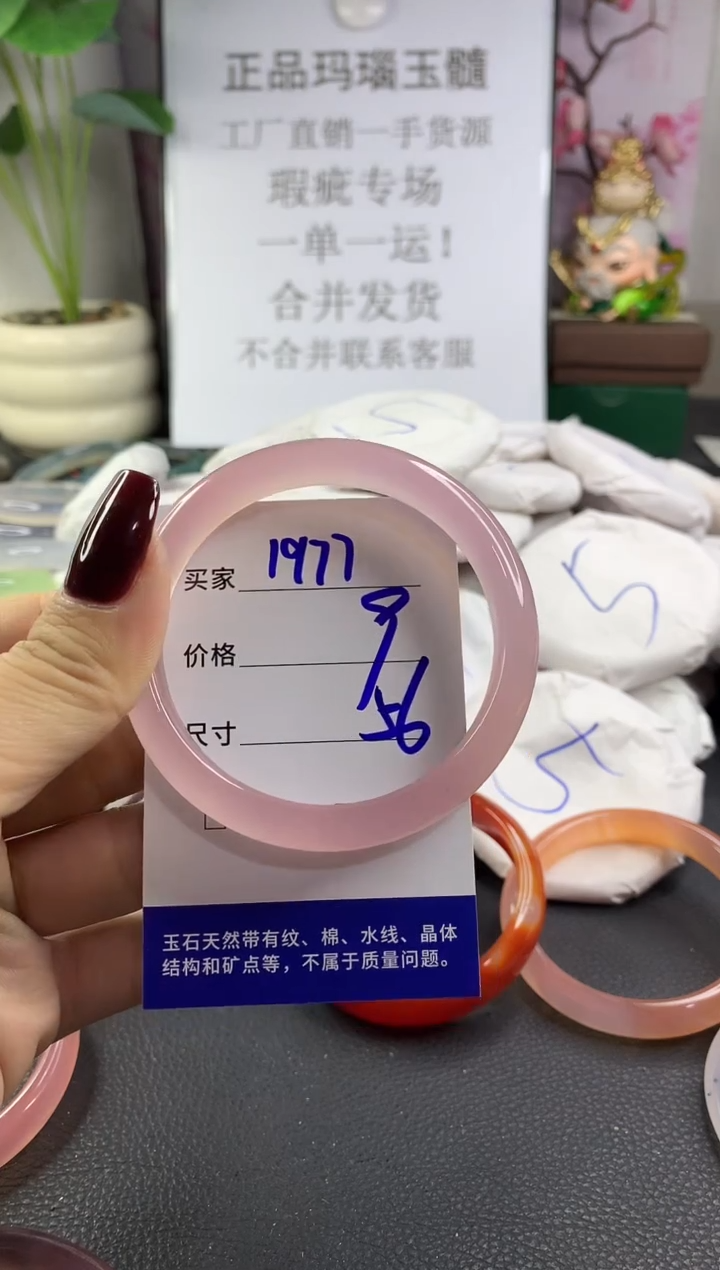 正品玛瑙玉髓
工厂直销一手货源
瑕疵专场
一单一运!
合并发货
不合并联系客服
买家 1977
价格
尺寸 56
玉石天然带有纹、棉、水线、晶体
结构和矿点等，不属于质量问题。
5
5
5